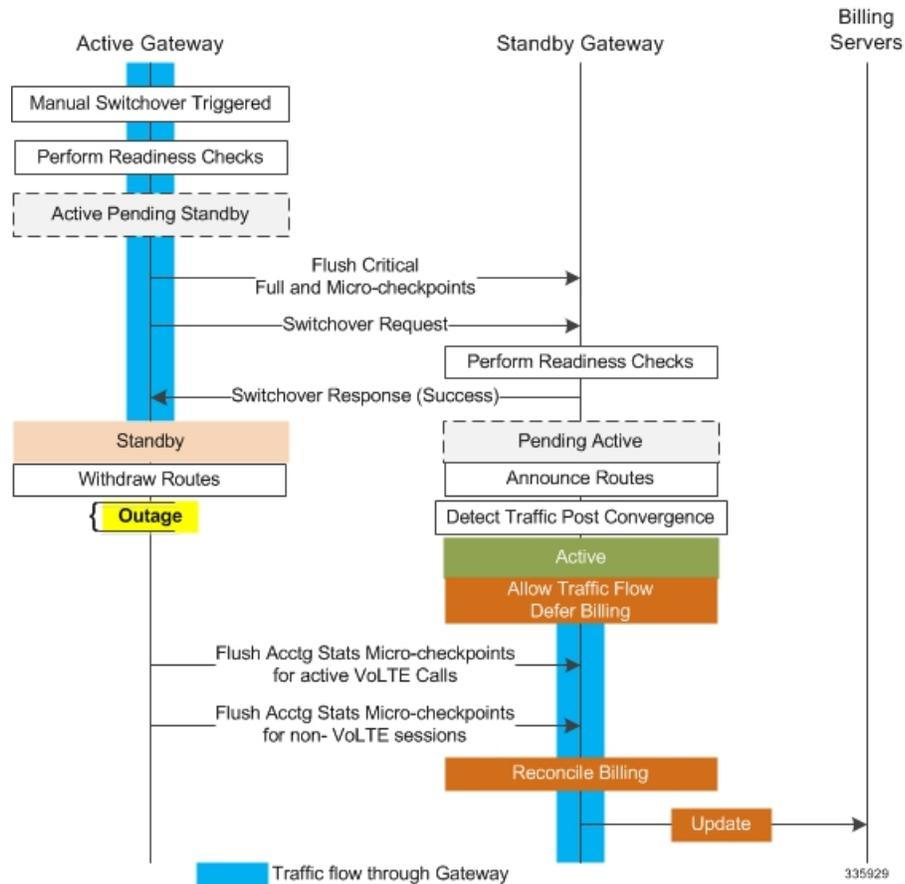 Billing
Servers
Active Gateway
Standby Gateway
Manual Switchover Triggered
Perform Readiness Checks
Active Pending Standby
Flush Critical
Full and Micro-checkpoints
Switchover Request
Perform Readiness Checks
Switchover Response (Success)
Standby
Pending Active
Withdraw Routes
Announce Routes
{ Outage
Detect Traffic Post Convergence
Active
Allow Traffic Flow
Defer Billing
Flush Acctg Stats Micro-checkpoints
for active VoLTE Calls
Flush Acctg Stats Micro-checkpoints
for non- VoLTE sessions
Reconcile Billing
Update
Traffic flow through Gateway
335929